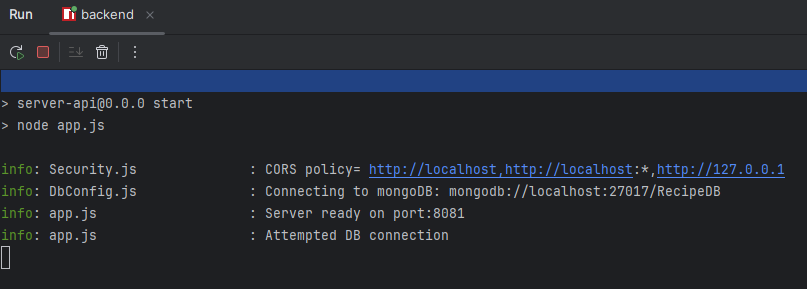 Run backend
> server-api@0.0.0 start
> node app.js
info: Security.js : CORS policy= http://localhost,http://localhost:*,http://127.0.0.1
info: DbConfig.js : Connecting to mongoDB: mongodb://localhost:27017/RecipeDB
info: app.js : Server ready on port:8081
info: app.js : Attempted DB connection